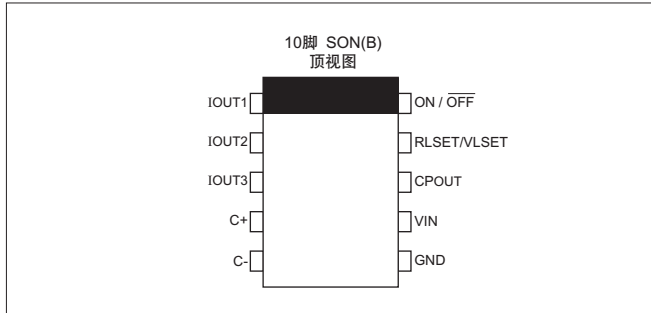 10脚 SON(B)
顶视图
IOUT1
ON / OFF
IOUT2
RLSET/VLSET
IOUT3
CPOUT
C+
VIN
C-
GND